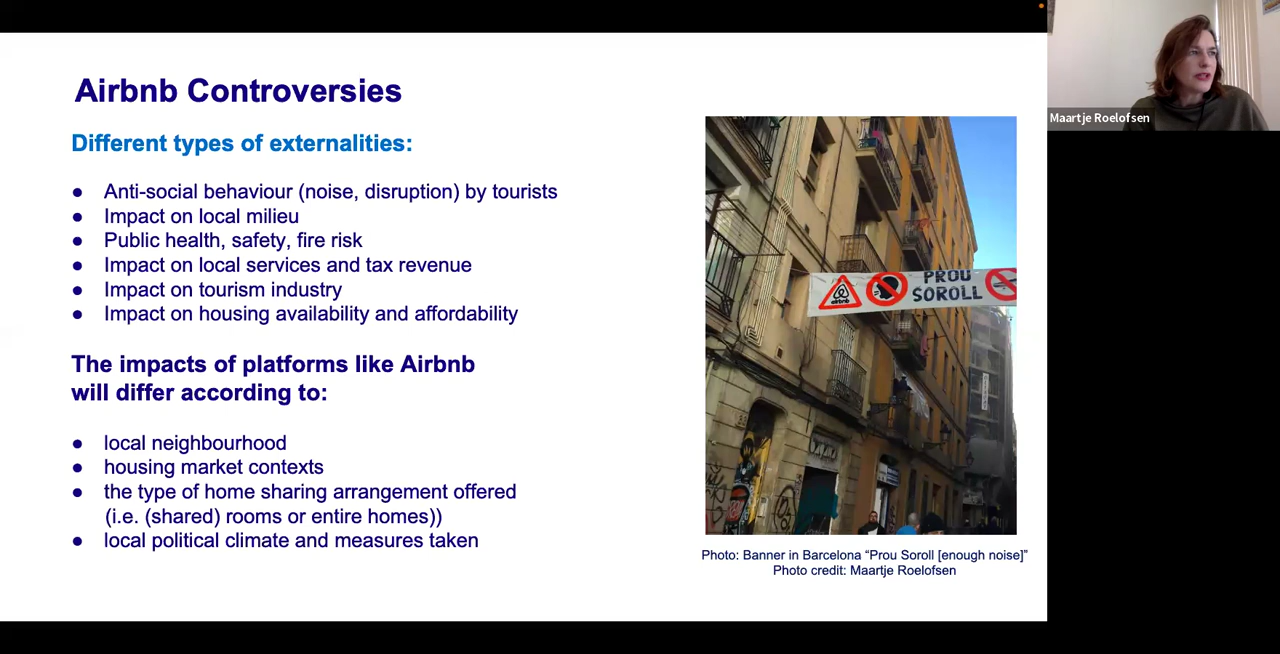 Airbnb Controversies
Different types of externalities:
● Anti-social behaviour (noise, disruption) by tourists
● Impact on local milieu
● Public health, safety, fire risk
● Impact on local services and tax revenue
● Impact on tourism industry
● Impact on housing availability and affordability
The impacts of platforms like Airbnb
will differ according to:
● local neighbourhood
● housing market contexts
● the type of home sharing arrangement offered
(i.e. (shared) rooms or entire homes))
● local political climate and measures taken
airbnb
PROU
SOROLL
Photo: Banner in Barcelona “Prou Soroll [enough noise]”
Photo credit: Maartje Roelofsen
Maartje Roelofsen